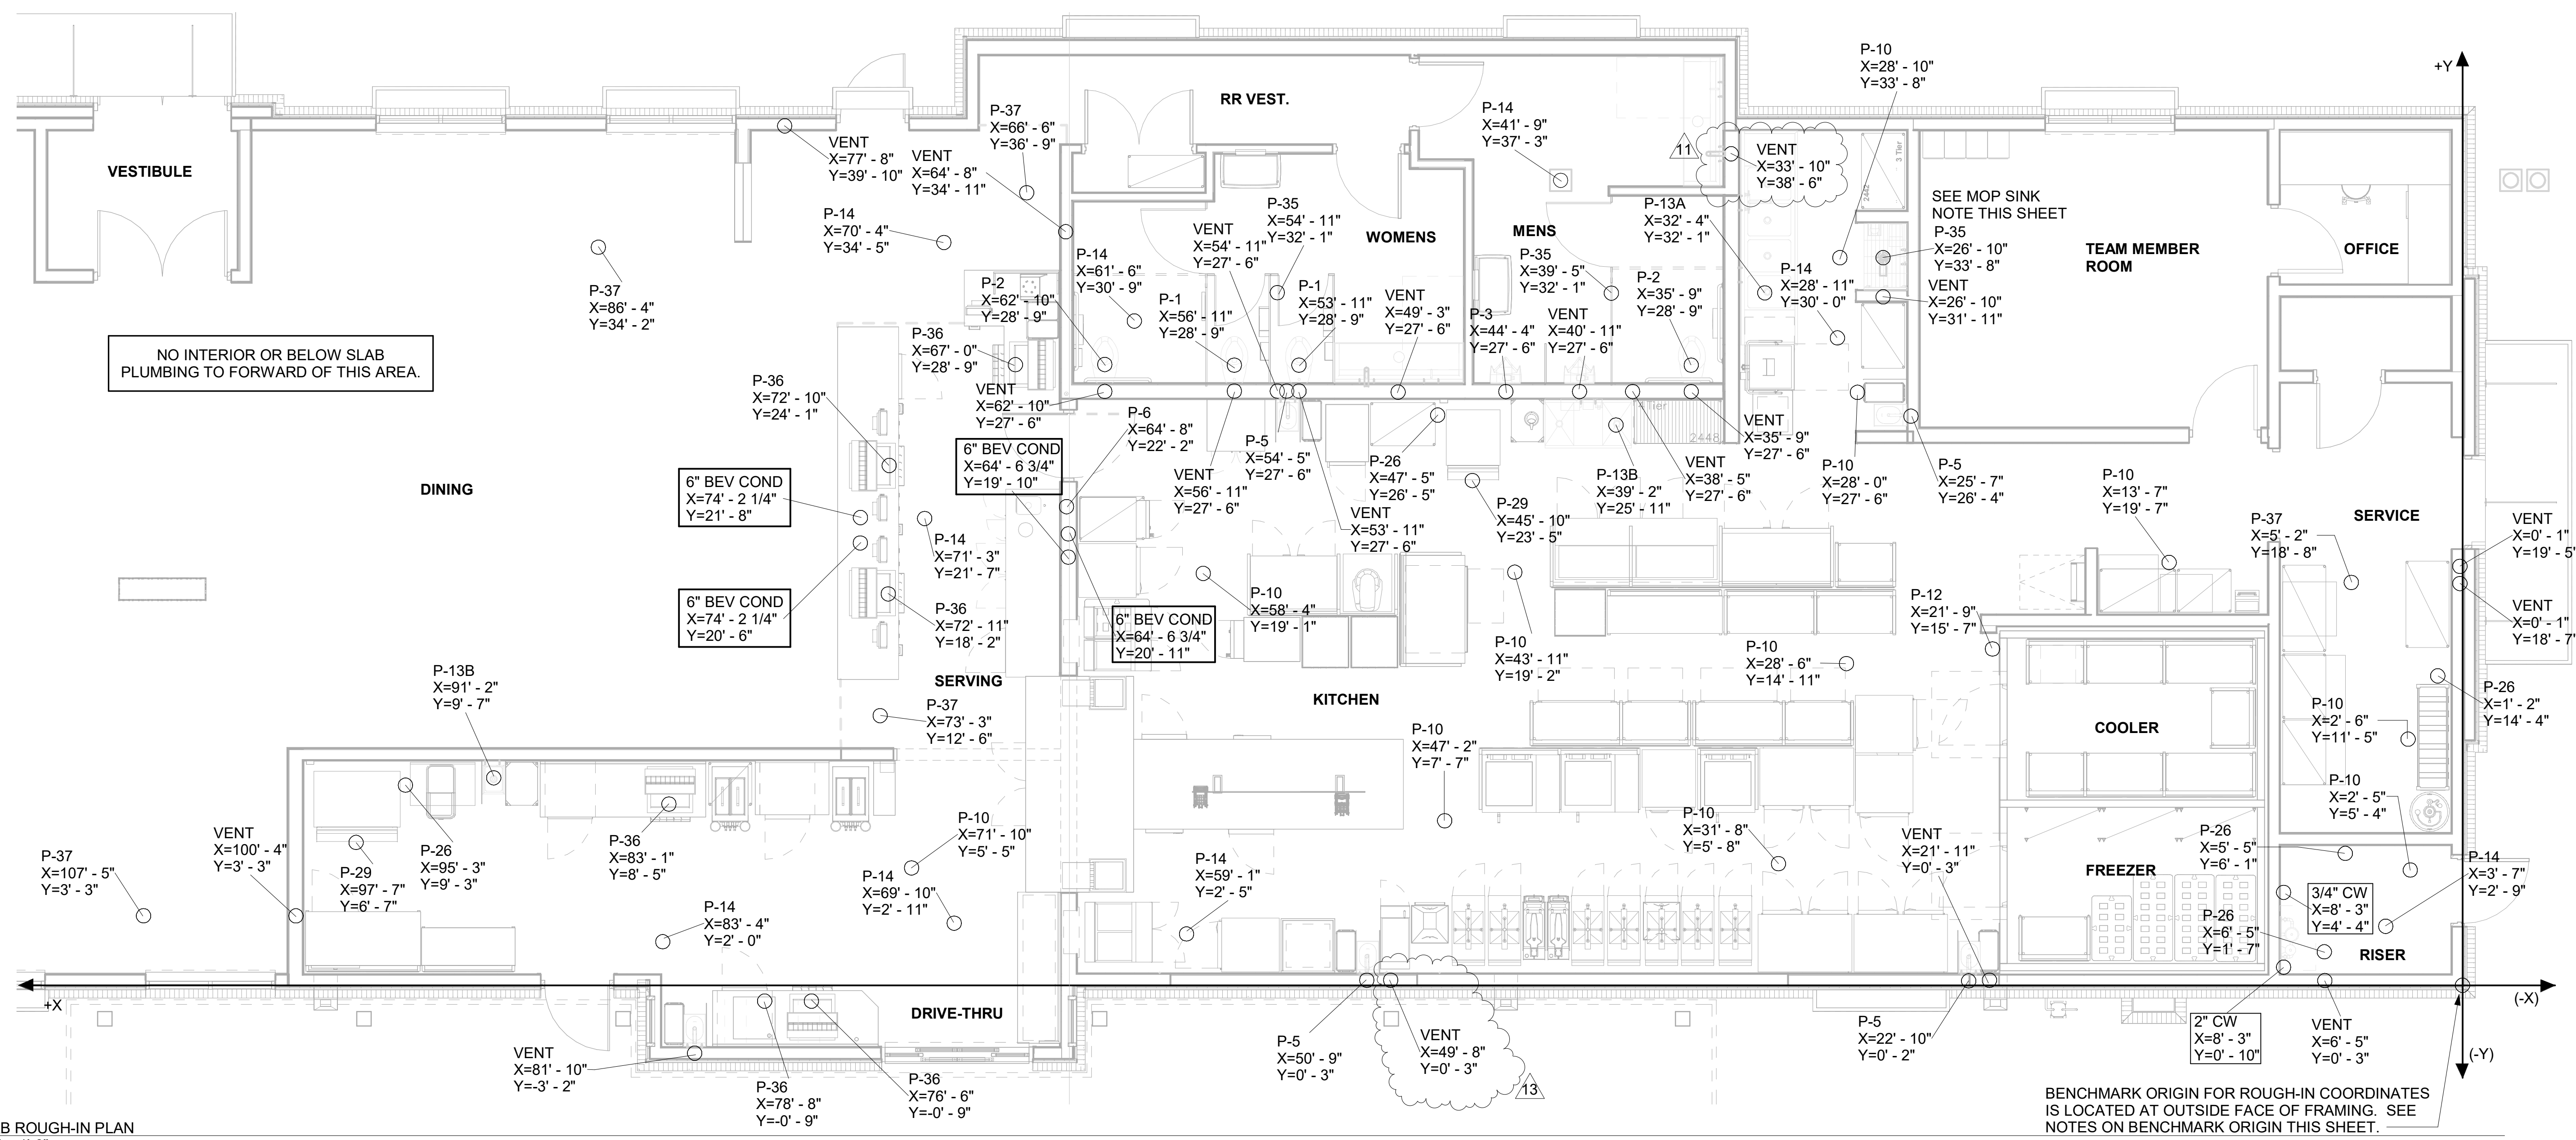 +Y
P-10
X=28' - 10"
Y=33' - 8"
RR VEST.
P-37
X=66' - 6"
Y=36' - 9"
P-14
X=41' - 9"
Y=37' - 3"
11
VENT
X=33' - 10"
Y=38' - 6"
3 Tier
2442
VESTIBULE
VENT
X=77' - 8"
Y=39' - 10"
VENT
X=64' - 8"
Y=34' - 11"
P-14
X=70' - 4"
Y=34' - 5"
P-35
X=54' - 11"
Y=32' - 1"
VENT
X=54' - 11"
Y=27' - 6"
WOMENS
MENS
P-13A
X=32' - 4"
Y=32' - 1"
SEE MOP SINK
NOTE THIS SHEET
P-35
X=26' - 10"
Y=33' - 8"
VENT
X=26' - 10"
Y=31' - 11"
TEAM MEMBER
ROOM
OFFICE
P-37
X=86' - 4"
Y=34' - 2"
P-2
X=62' - 10"
Y=28' - 9"
P-14
X=61' - 6"
Y=30' - 9"
P-1
X=56' - 11"
Y=28' - 9"
P-1
X=53' - 11"
Y=28' - 9"
VENT
X=49' - 3"
Y=27' - 6"
P-35
X=39' - 5"
Y=32' - 1"
P-3
X=44' - 4"
Y=27' - 6"
VENT
X=40' - 11"
Y=27' - 6"
P-2
X=35' - 9"
Y=28' - 9"
P-14
X=28' - 11"
Y=30' - 0"
NO INTERIOR OR BELOW SLAB
PLUMBING TO FORWARD OF THIS AREA.
P-36
X=67' - 0"
Y=28' - 9"
P-36
X=72' - 10"
Y=24' - 1"
VENT
X=62' - 10"
Y=27' - 6"
P-6
X=64' - 8"
Y=22' - 2"
6" BEV COND
X=64' - 6 3/4"
Y=19' - 10"
P-5
X=54' - 5"
Y=27' - 6"
VENT
X=56' - 11"
Y=27' - 6"
P-26
X=47' - 5"
Y=26' - 5"
VENT
X=53' - 11"
Y=27' - 6"
P-29
X=45' - 10"
Y=23' - 5"
4 Tier
2448
P-13B
X=39' - 2"
Y=25' - 11"
VENT
X=38' - 5"
Y=27' - 6"
VENT
X=35' - 9"
Y=27' - 6"
P-10
X=28' - 0"
Y=27' - 6"
P-5
X=25' - 7"
Y=26' - 4"
P-10
X=13' - 7"
Y=19' - 7"
P-37
X=5' - 2"
Y=18' - 8"
SERVICE
VENT
X=0' - 1"
Y=19' - 5"
VENT
X=0' - 1"
Y=18' - 7"
DINING
6" BEV COND
X=74' - 2 1/4"
Y=21' - 8"
6" BEV COND
X=74' - 2 1/4"
Y=20' - 6"
P-14
X=71' - 3"
Y=21' - 7"
P-36
X=72' - 11"
Y=18' - 2"
P-10
X=58' - 4"
Y=19' - 1"
6" BEV COND
X=64' - 6 3/4"
Y=20' - 11"
P-10
X=43' - 11"
Y=19' - 2"
P-12
X=21' - 9"
Y=15' - 7"
P-10
X=28' - 6"
Y=14' - 11"
P-13B
X=91' - 2"
Y=9' - 7"
SERVING
P-37
X=73' - 3"
Y=12' - 6"
KITCHEN
P-10
X=47' - 2"
Y=7' - 7"
COOLER
P-26
X=1' - 2"
Y=14' - 4"
P-10
X=2' - 6"
Y=11' - 5"
P-10
X=2' - 5"
Y=5' - 4"
P-37
X=107' - 5"
Y=3' - 3"
VENT
X=100' - 4"
Y=3' - 3"
P-29
X=97' - 7"
Y=6' - 7"
P-26
X=95' - 3"
Y=9' - 3"
P-36
X=83' - 1"
Y=8' - 5"
P-10
X=71' - 10"
Y=5' - 5"
P-14
X=69' - 10"
Y=2' - 11"
P-14
X=83' - 4"
Y=2' - 0"
P-14
X=59' - 1"
Y=2' - 5"
P-10
X=31' - 8"
Y=5' - 8"
VENT
X=21' - 11"
Y=0' - 3"
FREEZER
P-26
X=5' - 5"
Y=6' - 1"
P-14
X=3' - 7"
Y=2' - 9"
3/4" CW
X=8' - 3"
Y=4' - 4"
P-26
X=6' - 5"
Y=1' - 7"
RISER
+X
(-X)
DRIVE-THRU
VENT
X=81' - 10"
Y=-3' - 2"
P-36
X=78' - 8"
Y=-0' - 9"
P-36
X=76' - 6"
Y=-0' - 9"
P-5
X=50' - 9"
Y=0' - 3"
VENT
X=49' - 8"
Y=0' - 3"
13
P-5
X=22' - 10"
Y=0' - 2"
2" CW
X=8' - 3"
Y=0' - 10"
VENT
X=6' - 5"
Y=0' - 3"
(-Y)
BENCHMARK ORIGIN FOR ROUGH-IN COORDINATES
IS LOCATED AT OUTSIDE FACE OF FRAMING. SEE
NOTES ON BENCHMARK ORIGIN THIS SHEET.
B ROUGH-IN PLAN